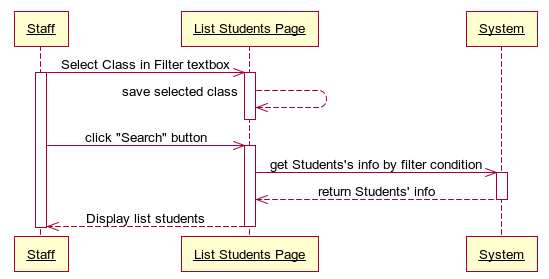 Staff
List Students Page
System
Select Class in Filter textbox
save selected class
click "Search" button
get Students's info by filter condition
return Students' info
Display list students
Staff
List Students Page
System